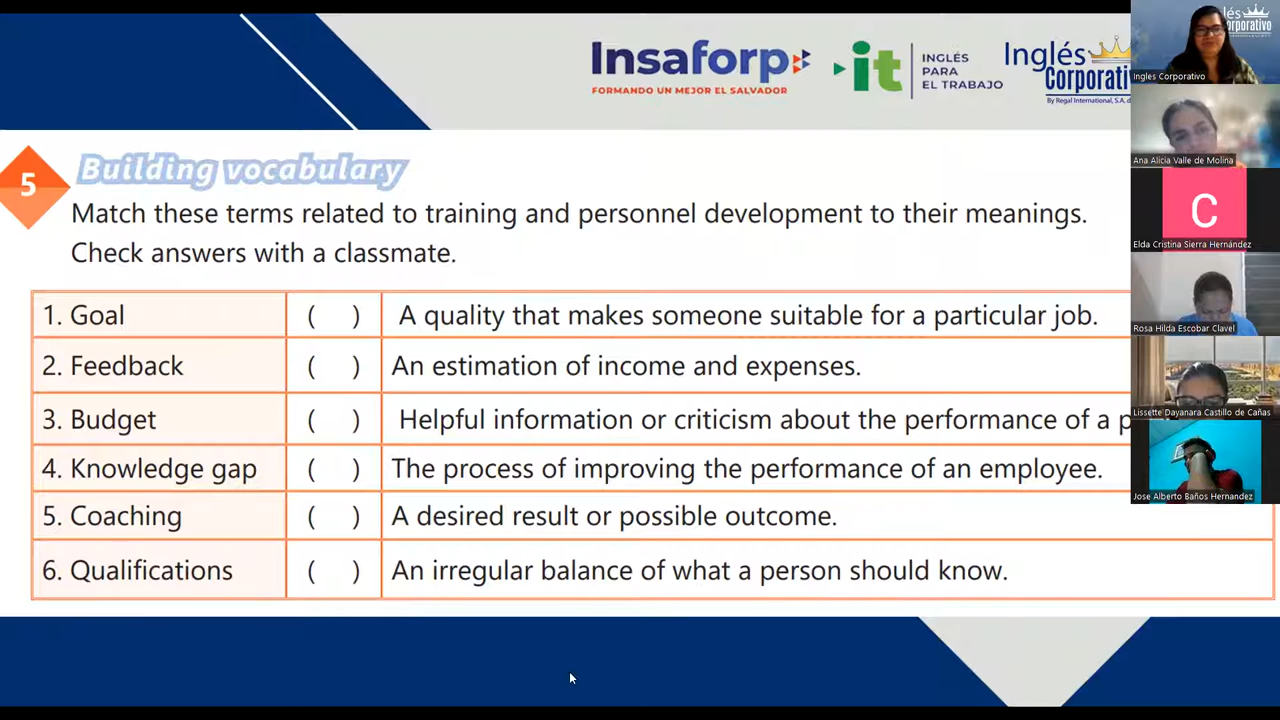 Insaforp
FORMANDO UN MEJOR EL SALVADOR
it
INGLÉS
PARA
EL TRABAJO
Inglés
Corporati
By Regal International, S.A. d
lés
orporativo
Ingles Corporativo
Ana Alicia Valle de Molina
C
Elda Cristina Sierra Hernández
Rosa Hilda Escobar Clavel
Lissette Dayanara Castillo de Cañas
Jose Alberto Baños Hernandez
5
Building vocabulary
Match these terms related to training and personnel development to their meanings.
Check answers with a classmate.
1. Goal ( ) A quality that makes someone suitable for a particular job.
2. Feedback ( ) An estimation of income and expenses.
3. Budget ( ) Helpful information or criticism about the performance of a p
4. Knowledge gap ( ) The process of improving the performance of an employee.
5. Coaching ( ) A desired result or possible outcome.
6. Qualifications ( ) An irregular balance of what a person should know.